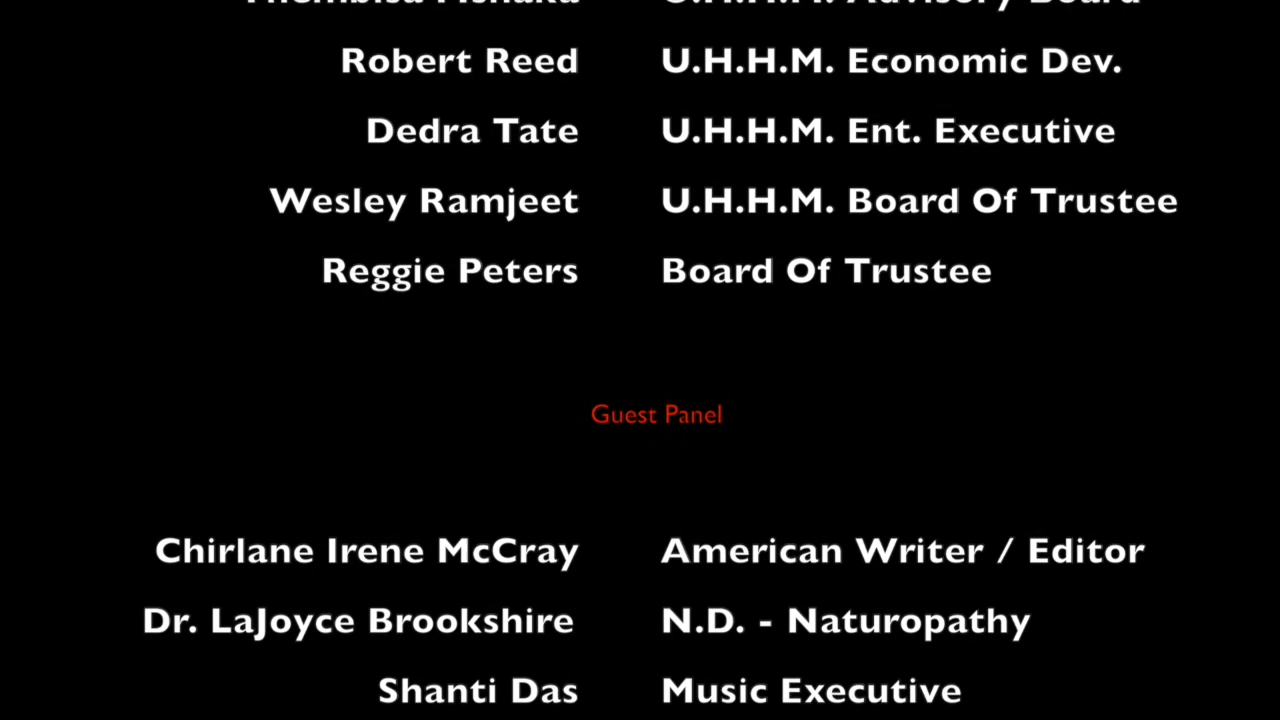 Robert Reed U.H.H.M. Economic Dev.
Dedra Tate U.H.H.M. Ent. Executive
Wesley Ramjeet U.H.H.M. Board Of Trustee
Reggie Peters Board Of Trustee
Guest Panel
Chirlane Irene McCray American Writer / Editor
Dr. LaJoyce Brookshire N.D. - Naturopathy
Shanti Das Music Executive